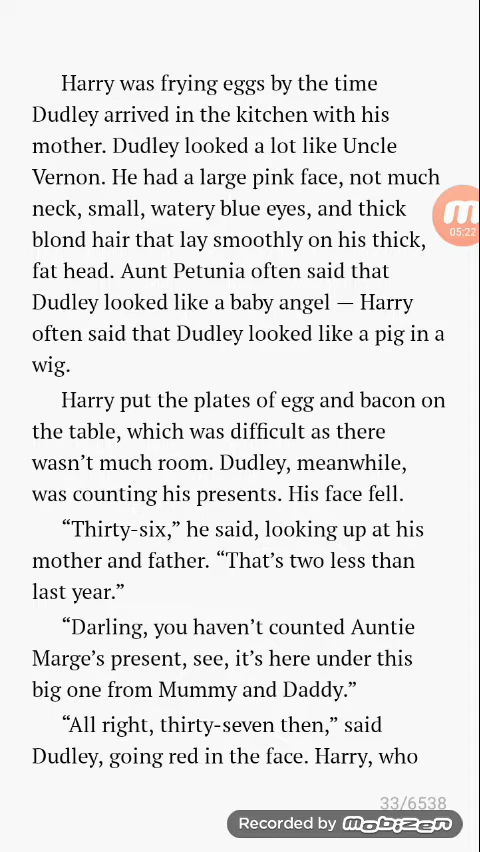 Harry was frying eggs by the time
Dudley arrived in the kitchen with his
mother. Dudley looked a lot like Uncle
Vernon. He had a large pink face, not much
neck, small, watery blue eyes, and thick
blond hair that lay smoothly on his thick,
05:22
fat head. Aunt Petunia often said that
Dudley looked like a baby angel — Harry
often said that Dudley looked like a pig in a
wig.
Harry put the plates of egg and bacon on
the table, which was difficult as there
wasn’t much room. Dudley, meanwhile,
was counting his presents. His face fell.
“Thirty-six,” he said, looking up at his
mother and father. “That’s two less than
last year.”
“Darling, you haven’t counted Auntie
Marge’s present, see, it’s here under this
big one from Mummy and Daddy.”
“All right, thirty-seven then,” said
Dudley, going red in the face. Harry, who
33/6538
Recorded by mobizen